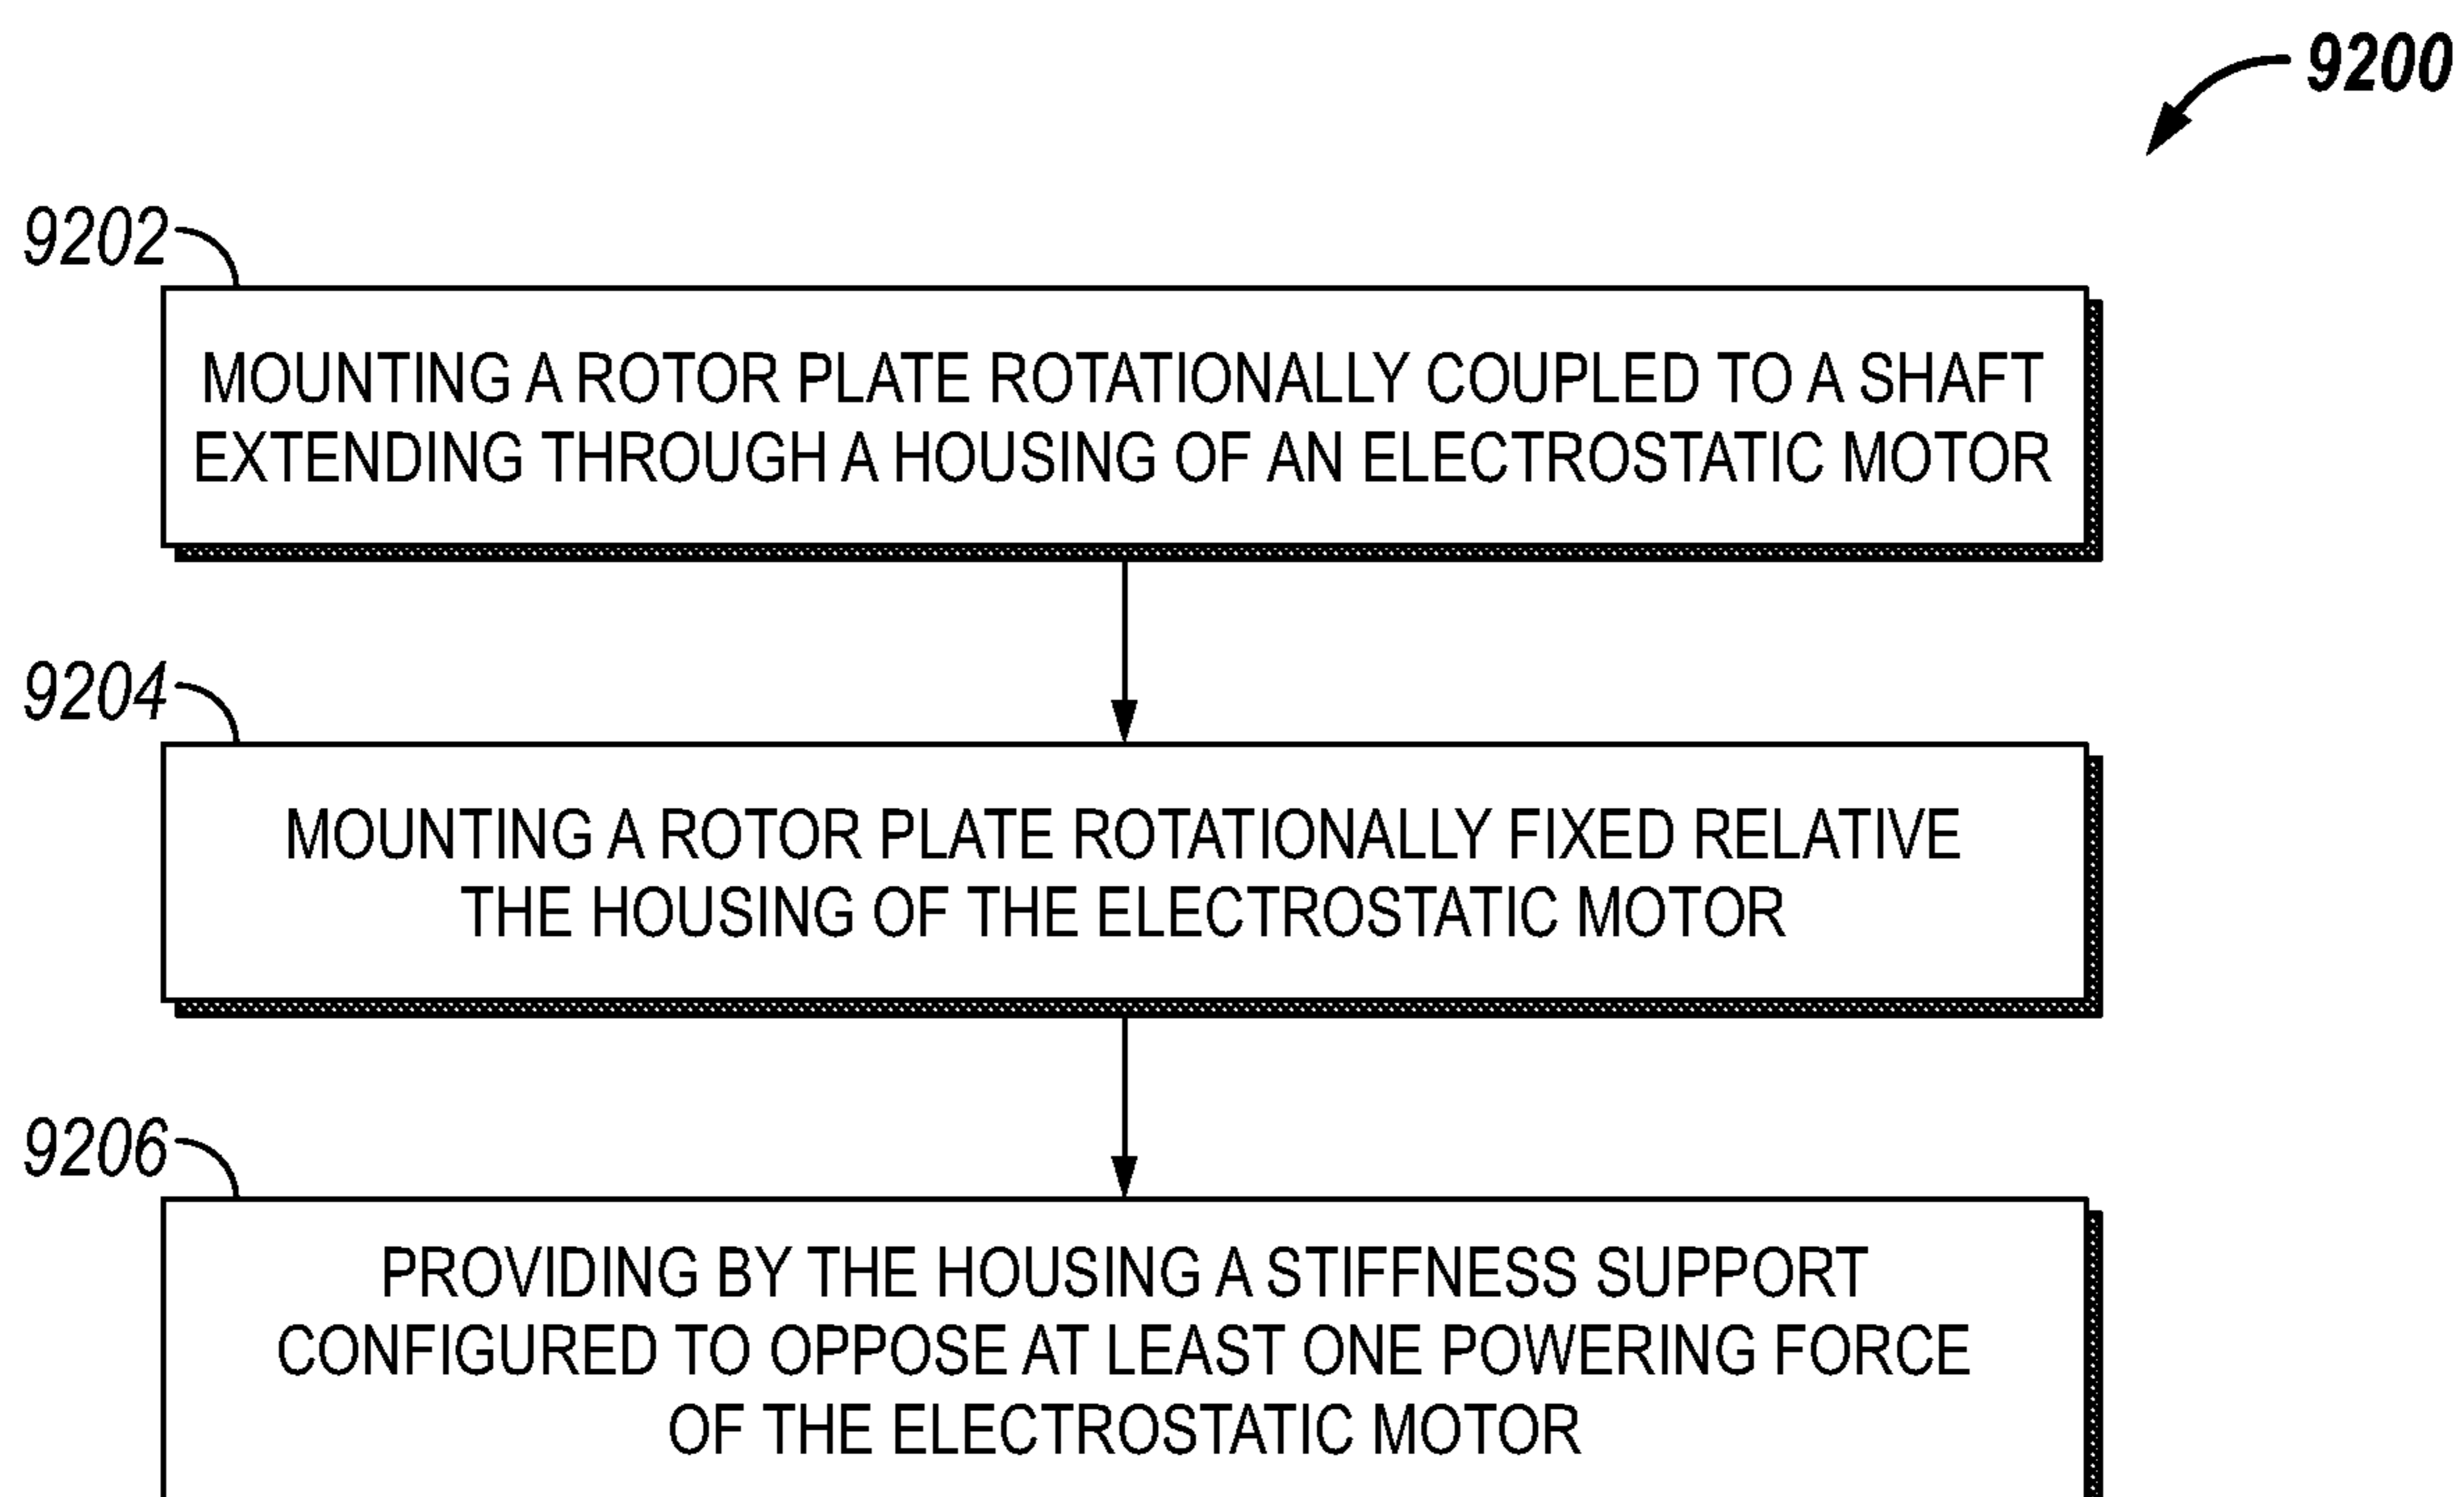 9200
9202
MOUNTING A ROTOR PLATE ROTATIONALLY COUPLED TO A SHAFT
EXTENDING THROUGH A HOUSING OF AN ELECTROSTATIC MOTOR
9204
MOUNTING A ROTOR PLATE ROTATIONALLY FIXED RELATIVE
THE HOUSING OF THE ELECTROSTATIC MOTOR
9206
PROVIDING BY THE HOUSING A STIFFNESS SUPPORT
CONFIGURED TO OPPOSE AT LEAST ONE POWERING FORCE
OF THE ELECTROSTATIC MOTOR